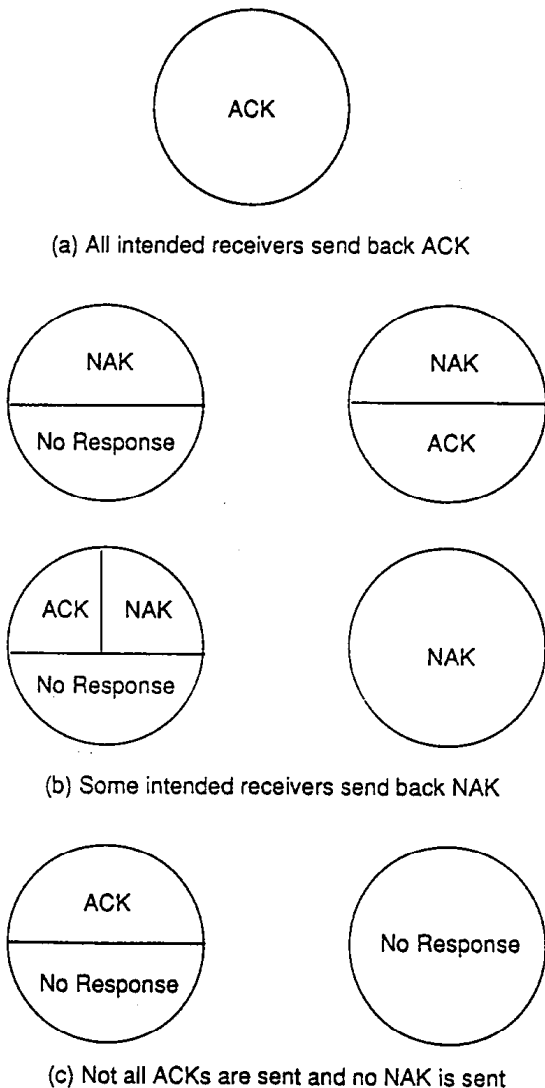 ACK
(a) All intended receivers send back ACK
NAK
No Response
NAK
ACK
ACK NAK
No Response
NAK
(b) Some intended receivers send back NAK
ACK
No Response
No Response
(c) Not all ACKs are sent and no NAK is sent